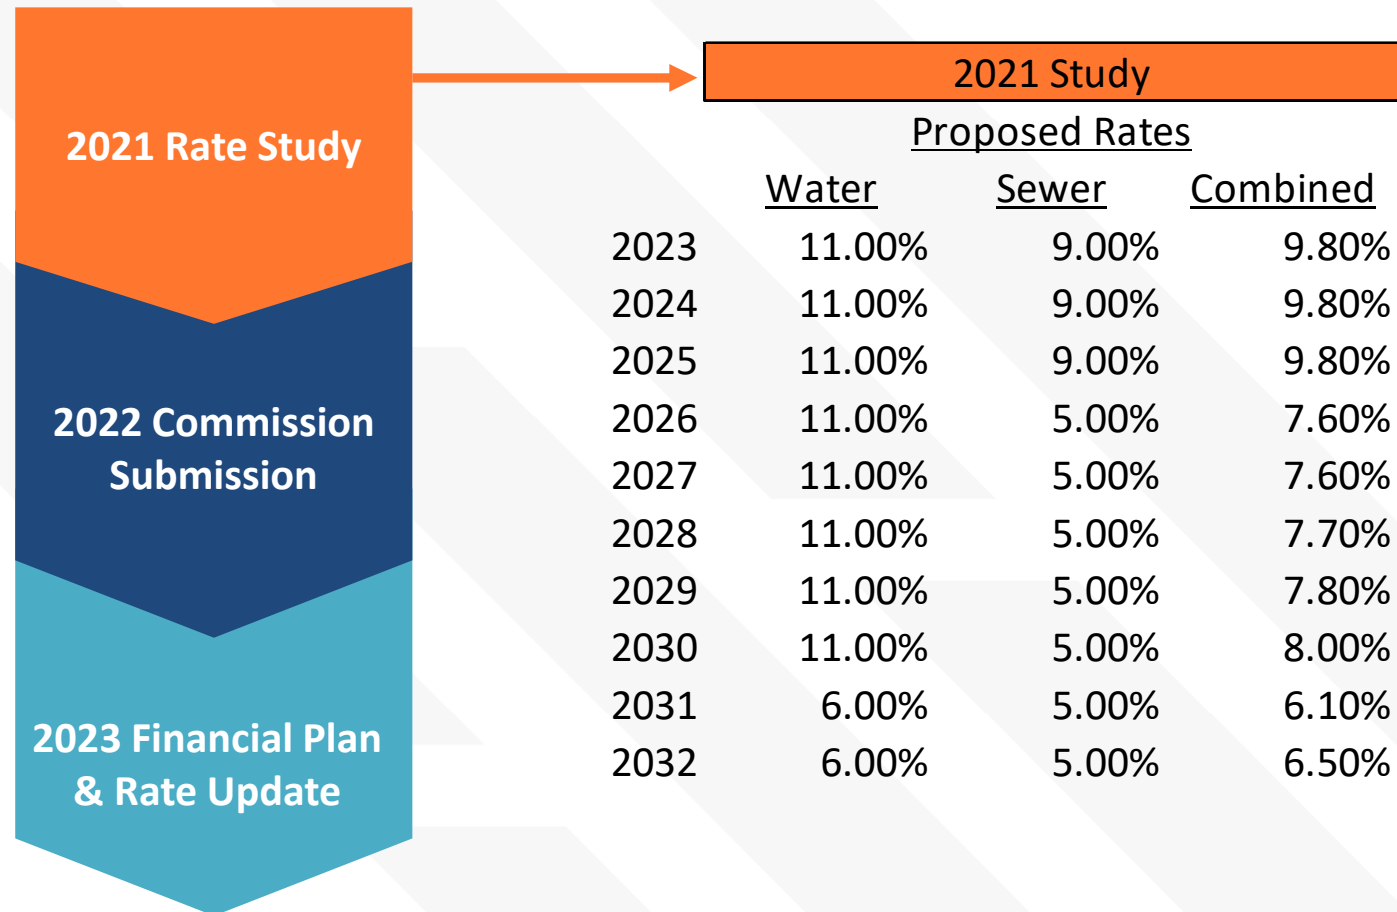 2021 Rate Study
2022 Commission
Submission
2023 Financial Plan
& Rate Update
2021 Study
Proposed Rates
Water Sewer Combined
2023 11.00% 9.00% 9.80%
2024 11.00% 9.00% 9.80%
2025 11.00% 9.00% 9.80%
2026 11.00% 5.00% 7.60%
2027 11.00% 5.00% 7.60%
2028 11.00% 5.00% 7.70%
2029 11.00% 5.00% 7.80%
2030 11.00% 5.00% 8.00%
2031 6.00% 5.00% 6.10%
2032 6.00% 5.00% 6.50%